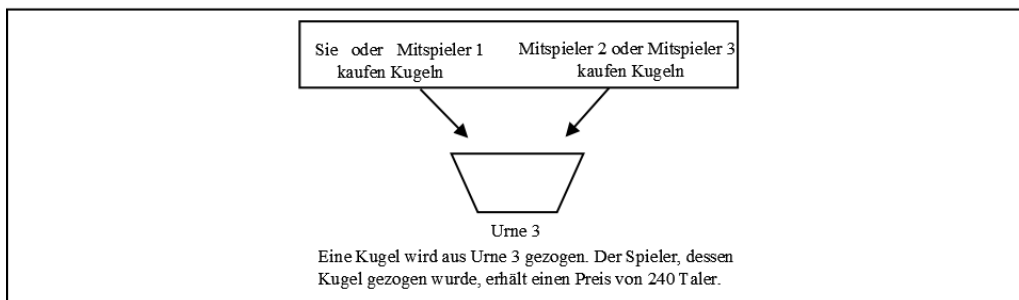 Sie oder Mitspieler 1
kaufen Kugeln
Mitspieler 2 oder Mitspieler 3
kaufen Kugeln
Urne 3
Eine Kugel wird aus Urne 3 gezogen. Der Spieler, dessen
Kugel gezogen wurde, erhält einen Preis von 240 Taler.